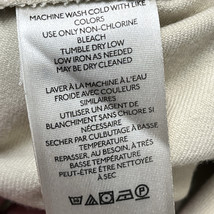 MACHINE WASH COLD WITH LIKE
COLORS
USE ONLY NON-CHLORINE
BLEACH
TUMBLE DRY LOW
LOW IRON AS NEEDED
MAY BE DRY CLEANED
LAVER À LA MACHINE À L'EAU
FROIDE AVEC COULEURS
SIMILAIRES
UTILISER UN AGENT DE
BLANCHIMENT SANS CHLORE SI
NÉCESSAIRE
SECHER PAR CULBUTAGE À BASSE
TEMPÉRATURE
REPASSER, AU BESOIN, À TRÈS
BASSE TEMPÉRATURE
PEUT-ÊTRE ÊTRE NETTOYÉ
À SEC